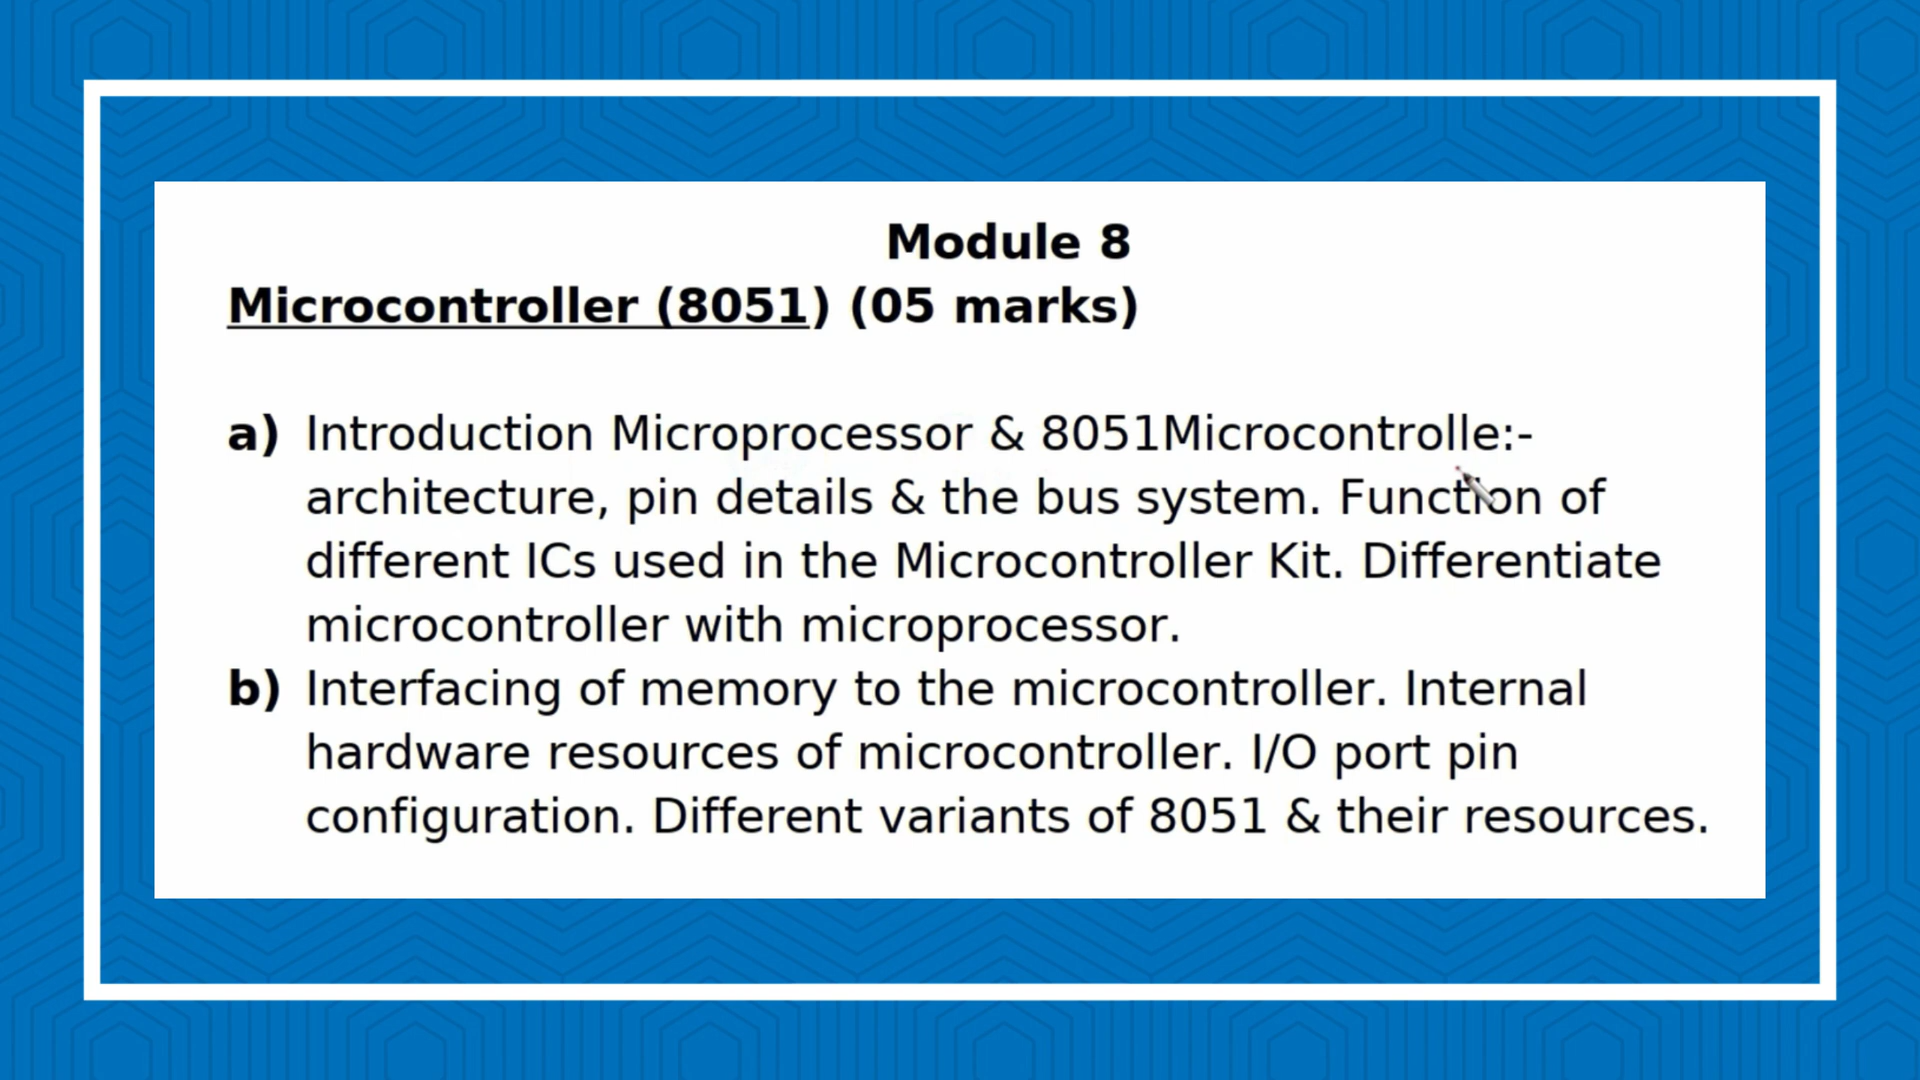 Module 8
Microcontroller (8051) (05 marks)
a) Introduction Microprocessor & 8051Microcontrolle:-
architecture, pin details & the bus system. Function of
different ICs used in the Microcontroller Kit. Differentiate
microcontroller with microprocessor.
b) Interfacing of memory to the microcontroller. Internal
hardware resources of microcontroller. I/O port pin
configuration. Different variants of 8051 & their resources.